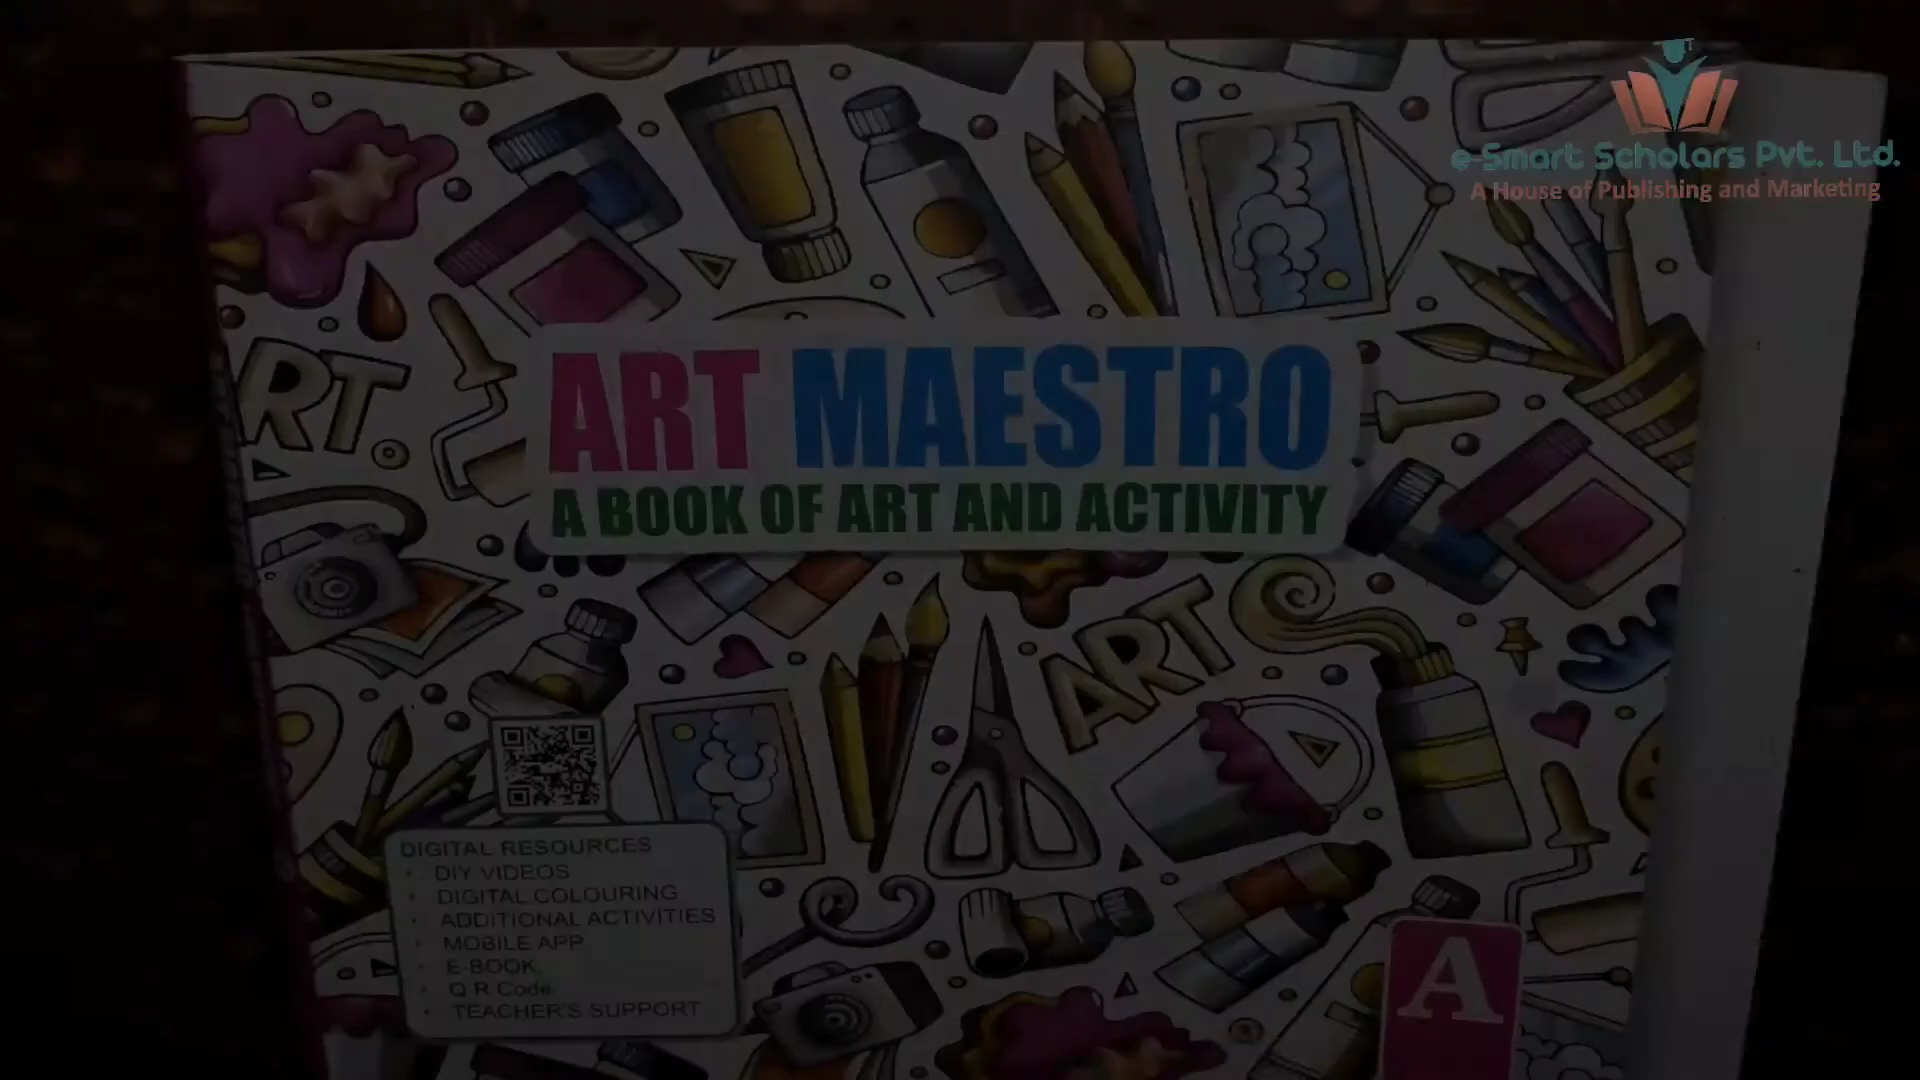 e-Smart Scholars Pvt. Ltd.
A House of Publishing and Marketing
ART MAESTRO
A BOOK OF ART AND ACTIVITY
RT
ART
DIGITAL RESOURCES
• DIY VIDEOS
• DIGITAL COLOURING
• ADDITIONAL ACTIVITIES
• MOBILE APP
• E-BOOK
• Q R Code
• TEACHER'S SUPPORT
A